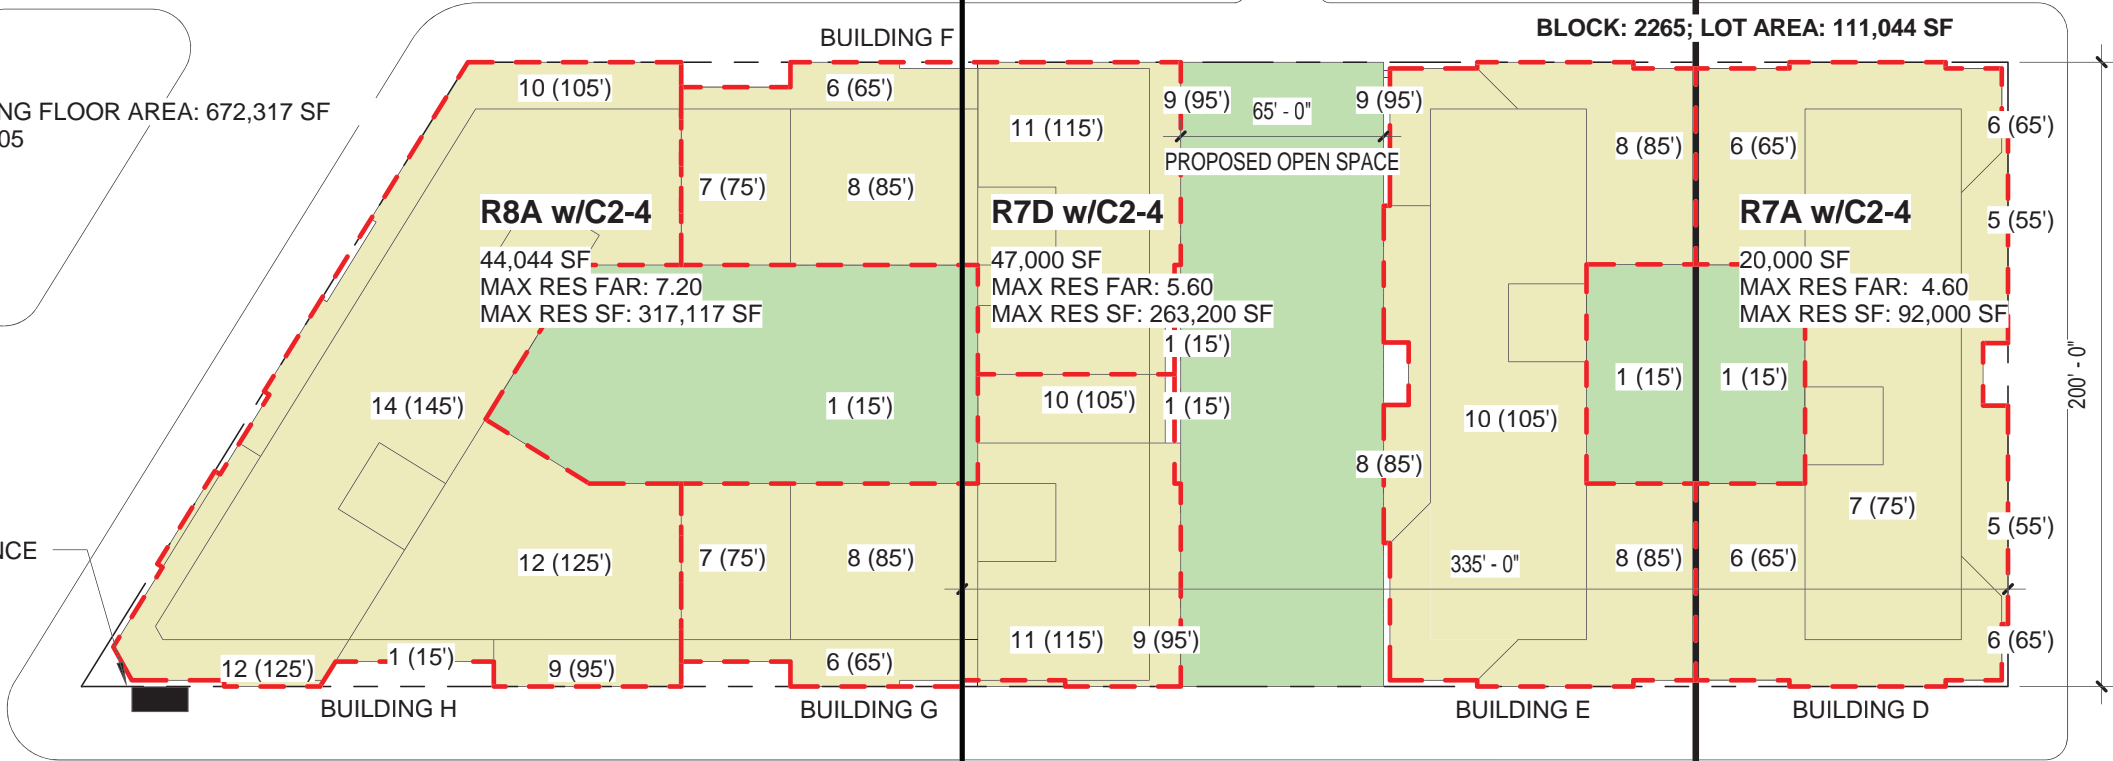 BLOCK: 2265; LOT AREA: 111,044 SF
BUILDING F
NG FLOOR AREA: 672,317 SF
05
10 (105')
6 (65')
11 (115')
9 (95')
65' - 0"
9 (95')
PROPOSED OPEN SPACE
8 (85')
6 (65')
6 (65')
7 (75')
8 (85')
5 (55')
R8A w/C2-4
44,044 SF
MAX RES FAR: 7.20
MAX RES SF: 317,117 SF
R7D w/C2-4
47,000 SF
MAX RES FAR: 5.60
MAX RES SF: 263,200 SF
R7A w/C2-4
20,000 SF
MAX RES FAR: 4.60
MAX RES SF: 92,000 SF
1 (15')
14 (145')
1 (15')
10 (105')
1 (15')
10 (105')
1 (15')
1 (15')
200' - 0"
8 (85')
7 (75')
5 (55')
NCE
12 (125')
7 (75')
8 (85')
335' - 0"
8 (85')
6 (65')
12 (125')
1 (15')
9 (95')
6 (65')
11 (115')
9 (95')
6 (65')
BUILDING H
BUILDING G
BUILDING E
BUILDING D